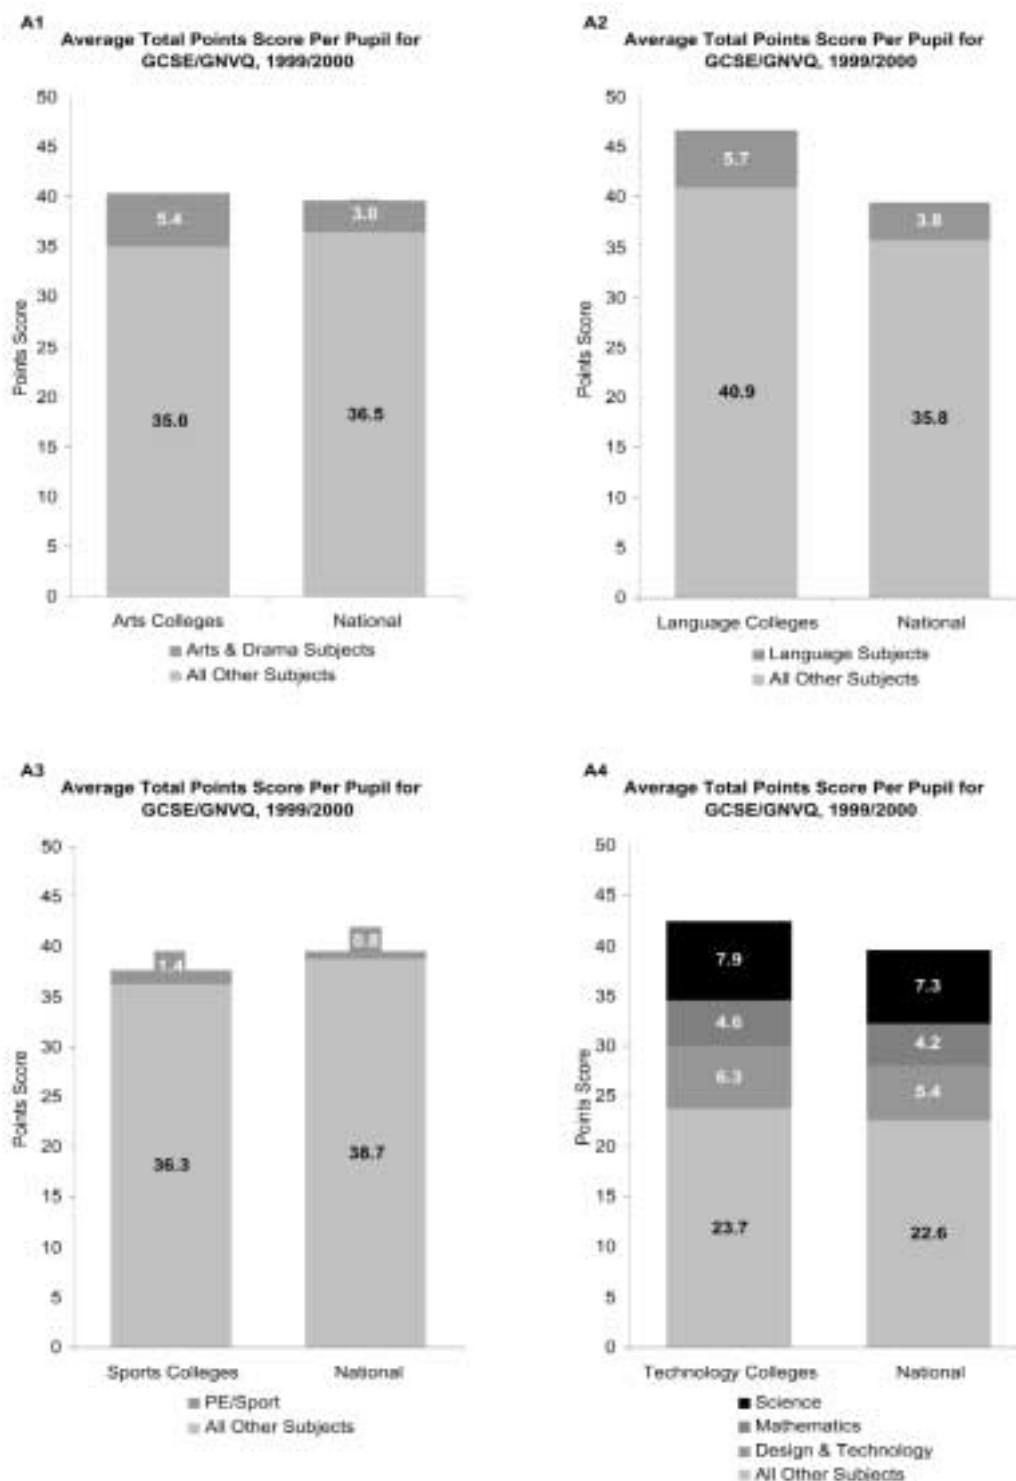 A1
Average Total Points Score Per Pupil for
GCSE/GNVQ, 1999/2000
50
45
40
35
30
25
20
15
10
5
0
Points Score
5.4
35.0
36.5
Arts Colleges
National
Arts & Drama Subjects
All Other Subjects
A2
Average Total Points Score Per Pupil for
GCSE/GNVQ, 1999/2000
50
45
40
35
30
25
20
15
10
5
0
Points Score
5.7
40.9
35.8
Language Colleges
National
Language Subjects
All Other Subjects
A3
Average Total Points Score Per Pupil for
GCSE/GNVQ, 1999/2000
50
45
40
35
30
25
20
15
10
5
0
Points Score
1.4
0.8
36.3
38.7
Sports Colleges
National
PE/Sport
All Other Subjects
A4
Average Total Points Score Per Pupil for
GCSE/GNVQ, 1999/2000
50
45
40
35
30
25
20
15
10
5
0
Points Score
7.9
4.6
6.3
23.7
7.3
4.2
5.4
22.6
Technology Colleges
National
Science
Mathematics
Design & Technology
All Other Subjects